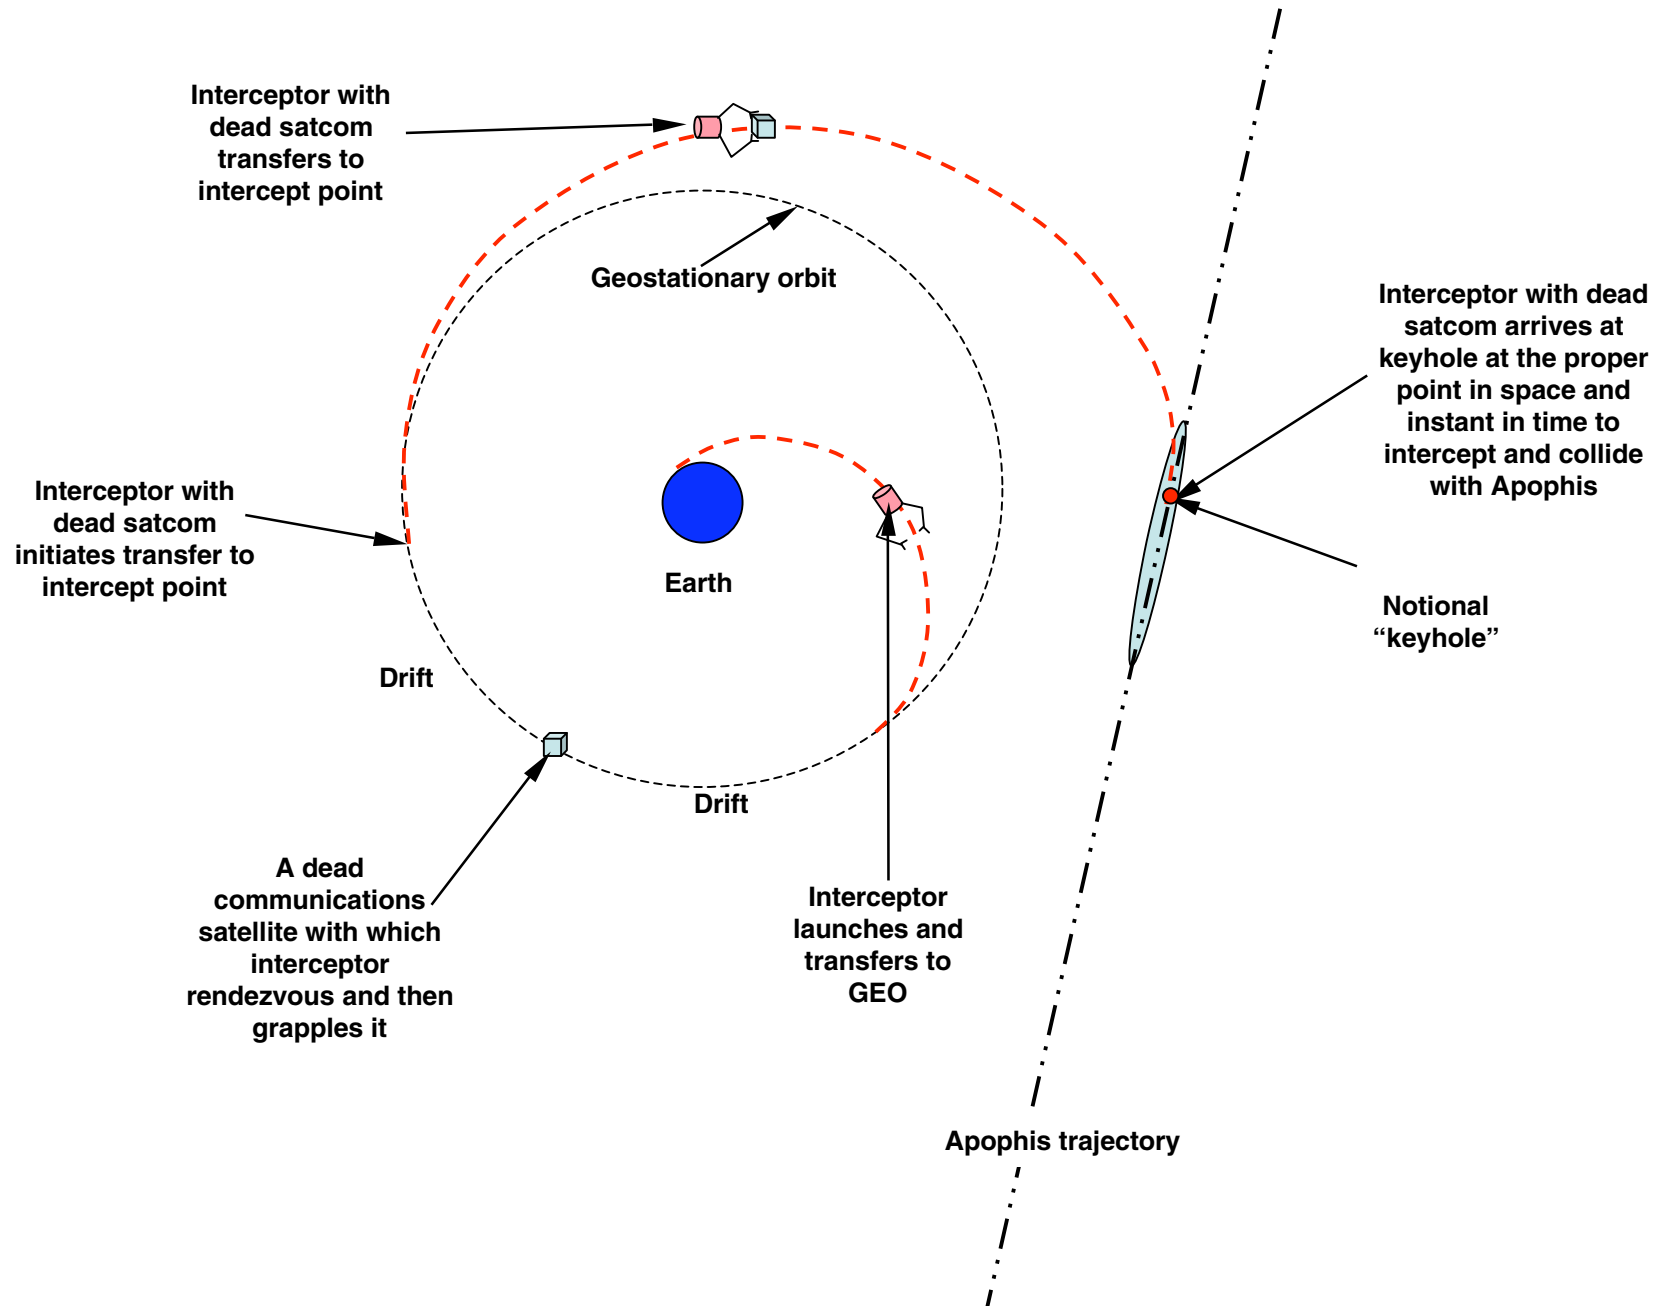 Interceptor with
dead satcom
transfers to
intercept point
Geostationary orbit
Interceptor with dead
satcom arrives at
keyhole at the proper
point in space and
instant in time to
intercept and collide
with Apophis
Interceptor with
dead satcom
initiates transfer to
intercept point
Earth
Notional
“keyhole”
Drift
Drift
A dead
communications
satellite with which
interceptor
rendezvous and then
grapples it
Interceptor
launches and
transfers to
GEO
Apophis trajectory